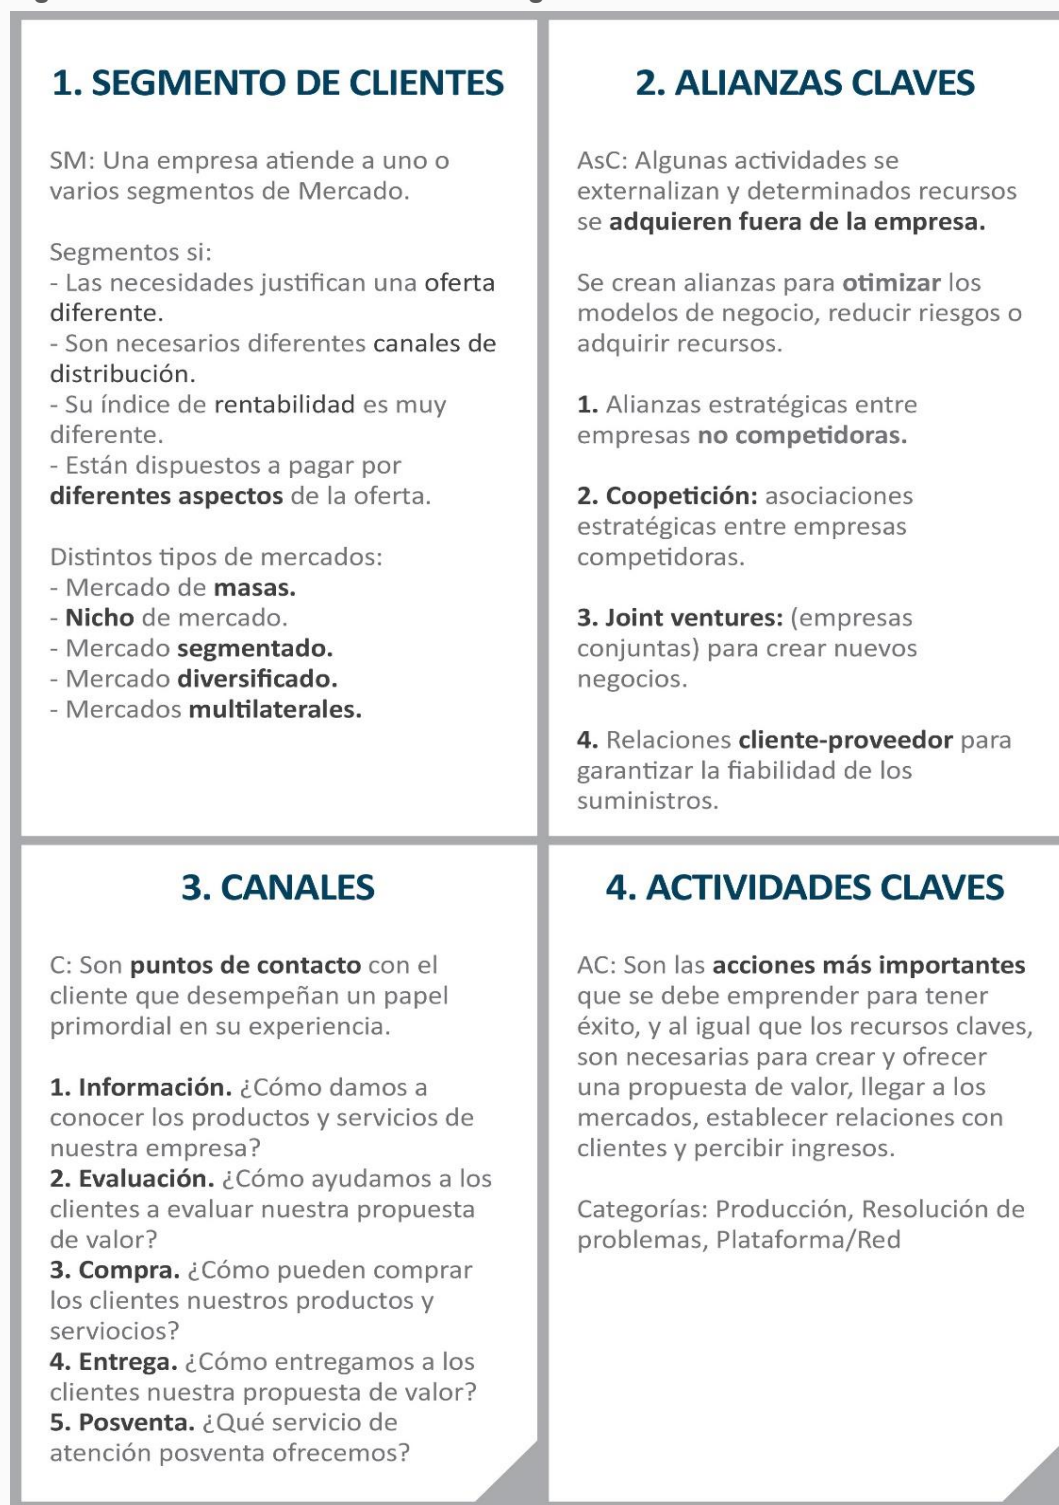 1. SEGMENTO DE CLIENTES
SM: Una empresa atiende a uno o
varios segmentos de Mercado.
Segmentos si:
- Las necesidades justifican una oferta
diferente.
- Son necesarios diferentes canales de
distribución.
- Su índice de rentabilidad es muy
diferente.
- Están dispuestos a pagar por
diferentes aspectos de la oferta.
Distintos tipos de mercados:
- Mercado de masas.
- Nicho de mercado.
- Mercado segmentado.
- Mercado diversificado.
- Mercados multilaterales.
2. ALIANZAS CLAVES
AsC: Algunas actividades se
externalizan y determinados recursos
se adquieren fuera de la empresa.
Se crean alianzas para otimizar los
modelos de negocio, reducir riesgos o
adquirir recursos.
1. Alianzas estratégicas entre
empresas no competidoras.
2. Coopetición: asociaciones
estratégicas entre empresas
competidoras.
3. Joint ventures: (empresas
conjuntas) para crear nuevos
negocios.
4. Relaciones cliente-proveedor para
garantizar la fiabilidad de los
suministros.
3. CANALES
C: Son puntos de contacto con el
cliente que desempeñan un papel
primordial en su experiencia.
1. Información. ¿Cómo damos a
conocer los productos y servicios de
nuestra empresa?
2. Evaluación. ¿Cómo ayudamos a los
clientes a evaluar nuestra propuesta
de valor?
3. Compra. ¿Cómo pueden comprar
los clientes nuestros productos y
serviocios?
4. Entrega. ¿Cómo entregamos a los
clientes nuestra propuesta de valor?
5. Posventa. ¿Qué servicio de
atención posventa ofrecemos?
4. ACTIVIDADES CLAVES
AC: Son las acciones más importantes
que se debe emprender para tener
éxito, y al igual que los recursos claves,
son necesarias para crear y ofrecer
una propuesta de valor, llegar a los
mercados, establecer relaciones con
clientes y percibir ingresos.
Categorías: Producción, Resolución de
problemas, Plataforma/Red